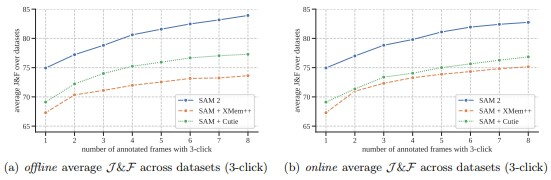 85
80
75
70
65
average J&F over datasets
1 2 3 4 5 6 7 8
number of annotated frames with 3-click
SAM 2
SAM + XMem++
SAM + Cutie
(a) offline average J&F across datasets (3-click)
85
80
75
70
65
average J&F over datasets
1 2 3 4 5 6 7 8
number of annotated frames with 3-click
SAM 2
SAM + XMem++
SAM + Cutie
(b) online average J&F across datasets (3-click)